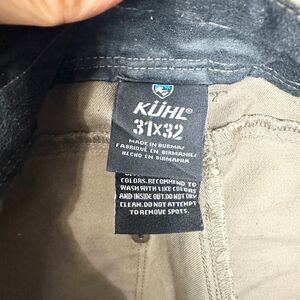 KÜHL®
31X32
MADE IN BURMA/
FABRIQUÉ EN BIRMANIE/
HECHO EN BIRMANIA
COLORS. RECOMMEND TO
WASH WITH LIKE COLORS
AND INSIDE OUT. DO NOT DRY
CLEAN. DO NOT ATTEMPT
TO REMOVE SPOTS.